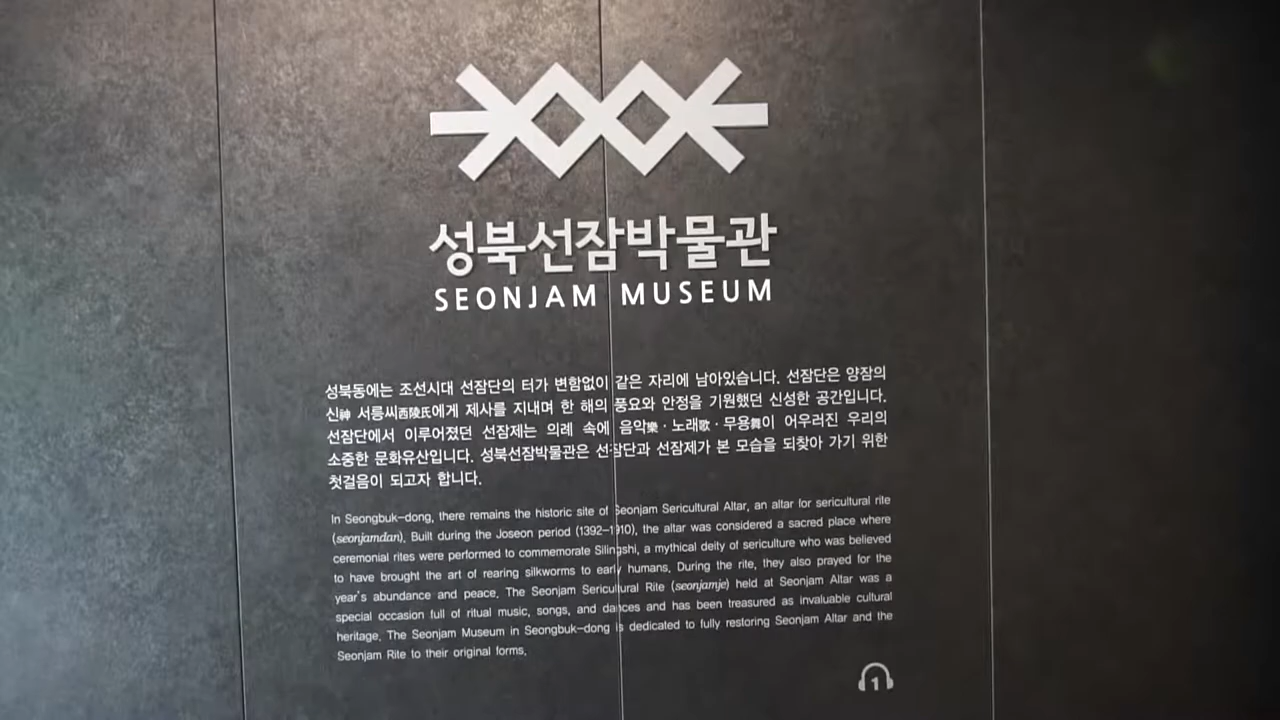 성북선잠박물관
SEONJAM MUSEUM
성북동에는 조선시대 선잠단의 터가 변함없이 같은 자리에 남아있습니다. 선잠단은 양잠의
신神 서릉씨西陵氏에게 제사를 지내며 한 해의 풍요와 안정을 기원했던 신성한 공간입니다.
선잠단에서 이루어졌던 선잠제는 의례 속에 음악樂 · 노래歌 · 무용舞이 어우러진 우리의
소중한 문화유산입니다. 성북선잠박물관은 선잠단과 선잠제가 본 모습을 되찾아 가기 위한
첫걸음이 되고자 합니다.
In Seongbuk-dong, there remains the historic site of Seonjam Sericultural Altar, an altar for sericultural rite
(seonjamdan). Built during the Joseon period (1392-1910), the altar was considered a sacred place where
ceremonial rites were performed to commemorate Silingshi, a mythical deity of sericulture who was believed
to have brought the art of rearing silkworms to early humans. During the rite, they also prayed for the
year's abundance and peace. The Seonjam Sericultural Rite (seonjamje) held at Seonjam Altar was a
special occasion full of ritual music, songs, and dances and has been treasured as invaluable cultural
heritage. The Seonjam Museum in Seongbuk-dong is dedicated to fully restoring Seonjam Altar and the
Seonjam Rite to their original forms.
1